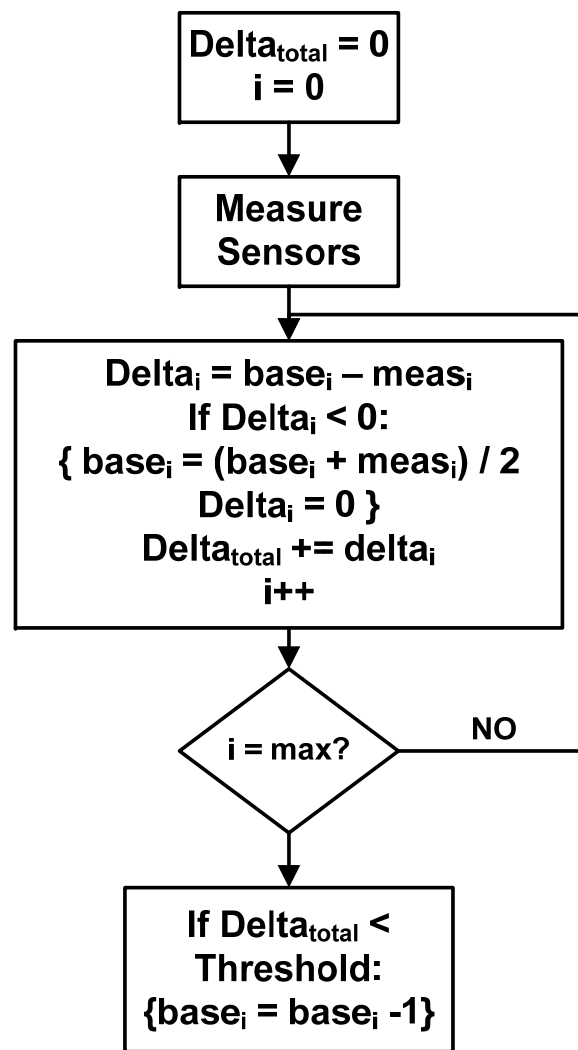 Delta_total = 0
i = 0
Measure
Sensors
Delta_i = base_i – meas_i
If Delta_i < 0:
{ base_i = (base_i + meas_i) / 2
Delta_i = 0 }
Delta_total += delta_i
i++
i = max?
NO
If Delta_total <
Threshold:
{base_i = base_i -1}